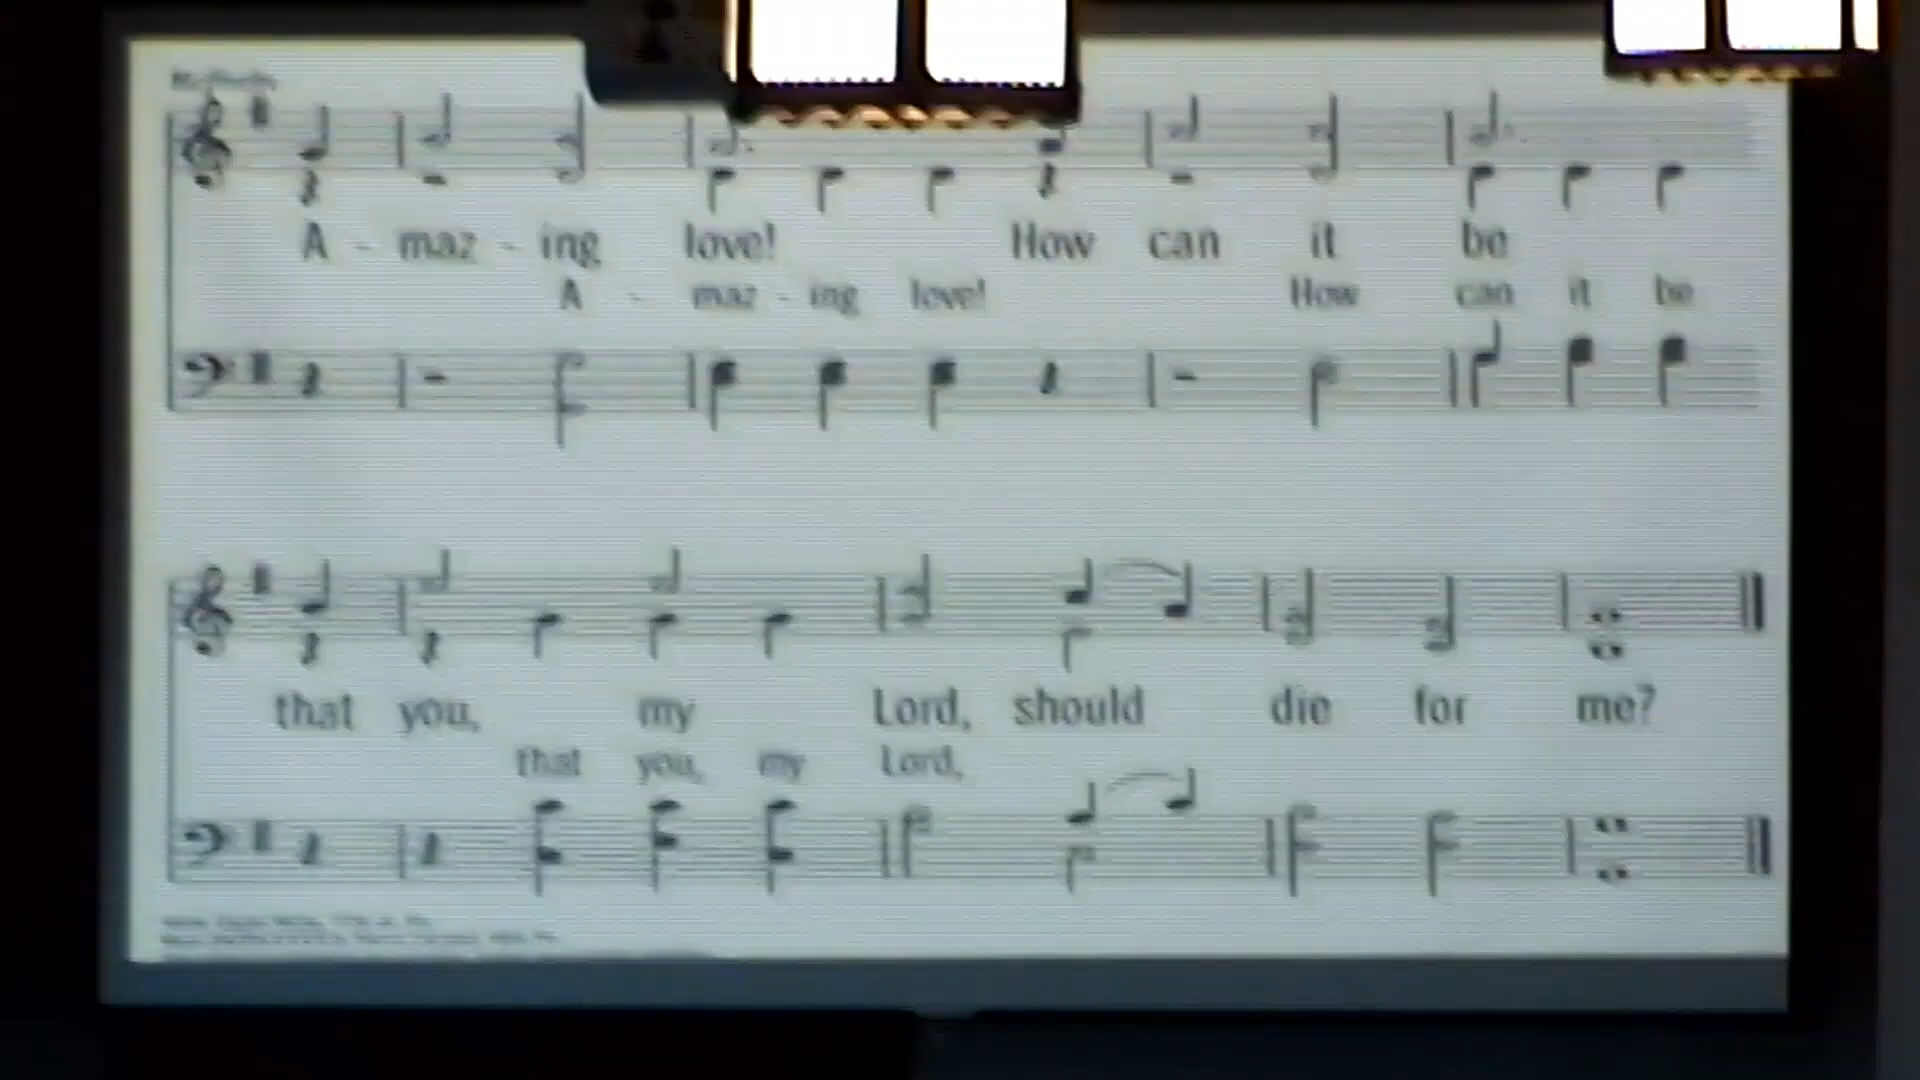 A - maz - ing love! How can it be
A - maz - ing love! How can it be
that you, my Lord, should die for me?
that you, my Lord,